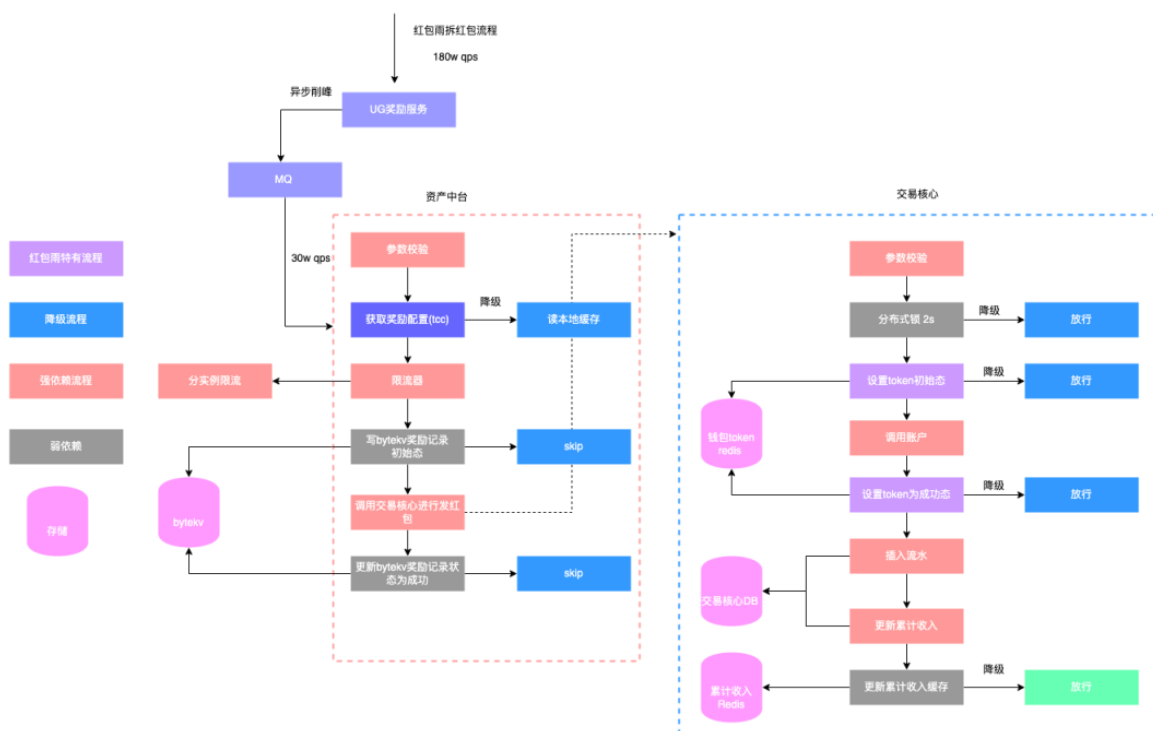 红包雨拆红包流程
180w qps
异步削峰
UG奖励服务
MQ
30w qps
红包雨特有流程
降级流程
强依赖流程
弱依赖
存储
资产中台
参数校验
获取奖励配置(tcc)
降级
读本地缓存
限流器
分实例限流
写bytekv奖励记录
初始态
skip
bytekv
调用交易核心进行发红
包
更新bytekv奖励记录状
态为成功
skip
交易核心
参数校验
分布式锁 2s
降级
放行
设置token初始态
降级
放行
钱包token
redis
调用账户
设置token为成功态
降级
放行
插入流水
交易核心DB
更新累计收入
更新累计收入缓存
降级
放行
累计收入
Redis